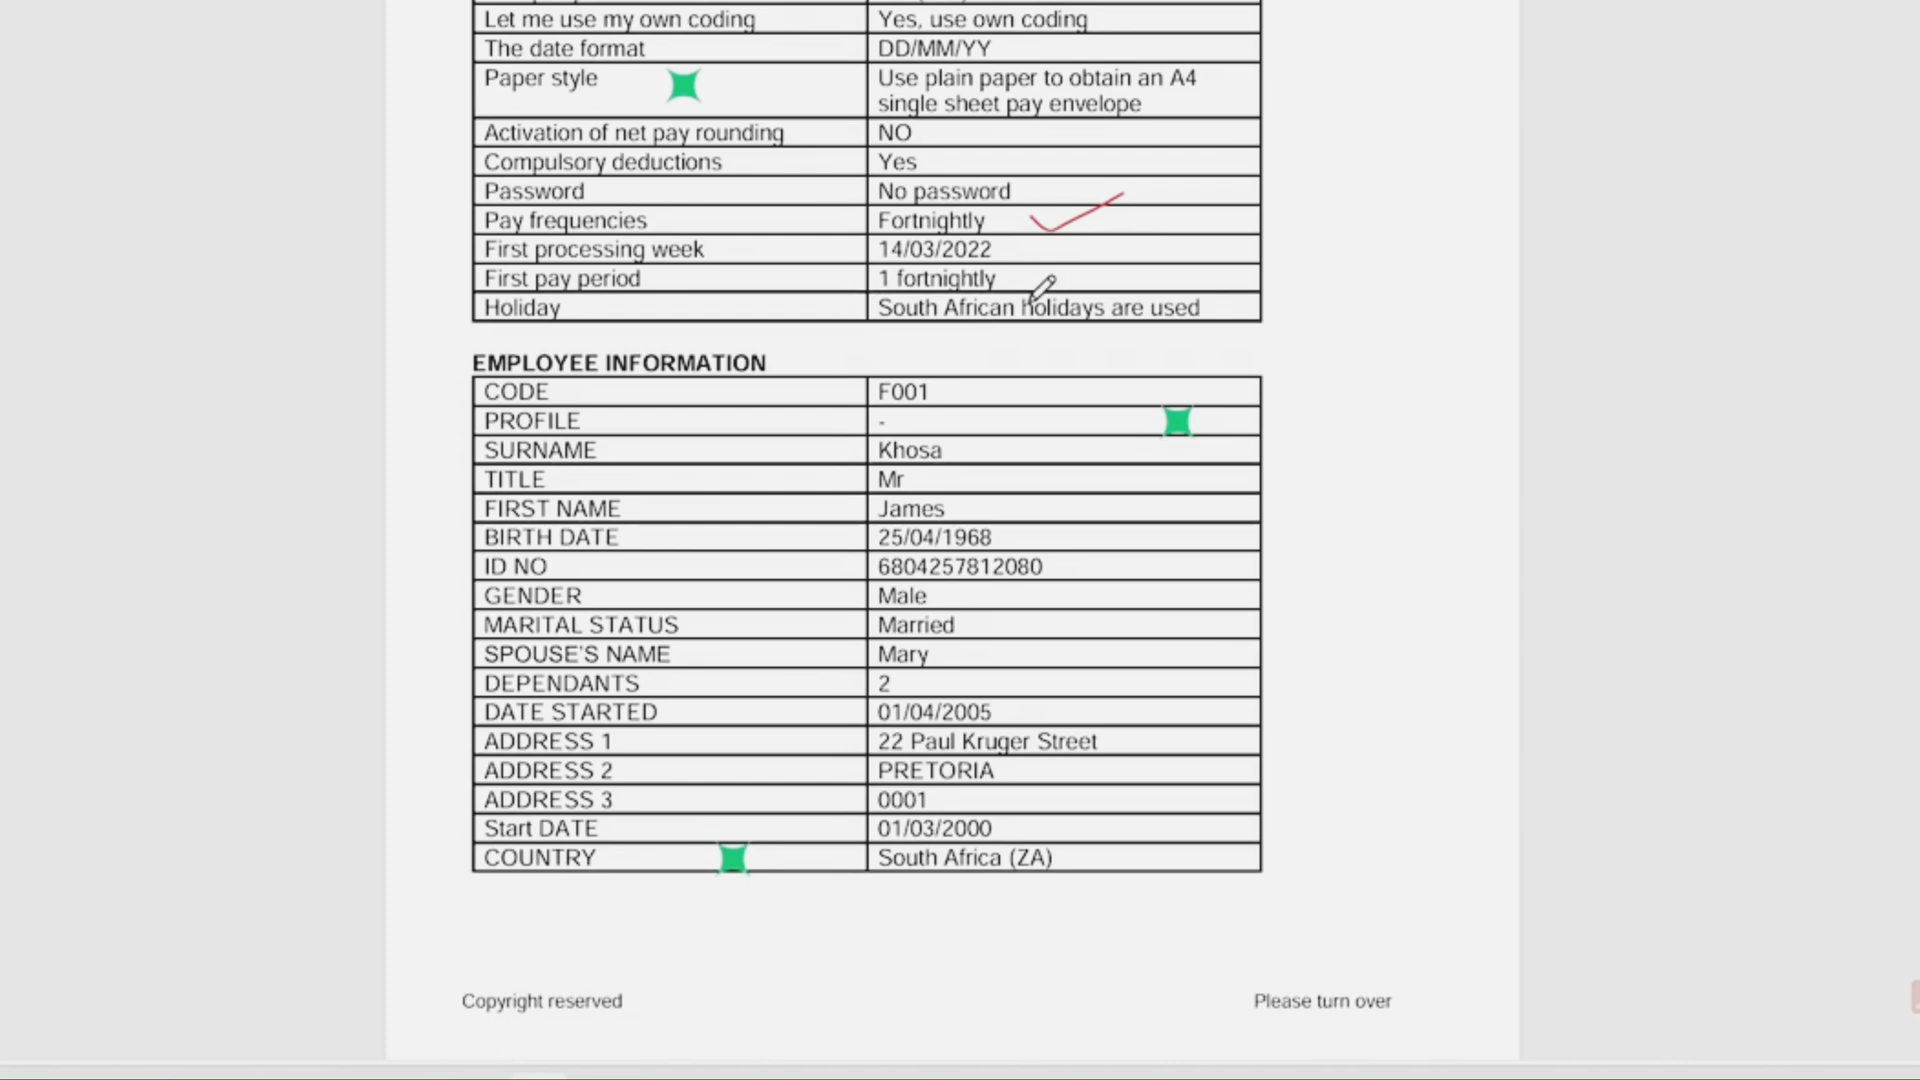 Let me use my own coding Yes, use own coding
The date format DD/MM/YY
Paper style Use plain paper to obtain an A4
single sheet pay envelope
Activation of net pay rounding NO
Compulsory deductions Yes
Password No password
Pay frequencies Fortnightly
First processing week 14/03/2022
First pay period 1 fortnightly
Holiday South African holidays are used
EMPLOYEE INFORMATION
CODE F001
PROFILE -
SURNAME Khosa
TITLE Mr
FIRST NAME James
BIRTH DATE 25/04/1968
ID NO 6804257812080
GENDER Male
MARITAL STATUS Married
SPOUSE'S NAME Mary
DEPENDANTS 2
DATE STARTED 01/04/2005
ADDRESS 1 22 Paul Kruger Street
ADDRESS 2 PRETORIA
ADDRESS 3 0001
Start DATE 01/03/2000
COUNTRY South Africa (ZA)
Copyright reserved Please turn over